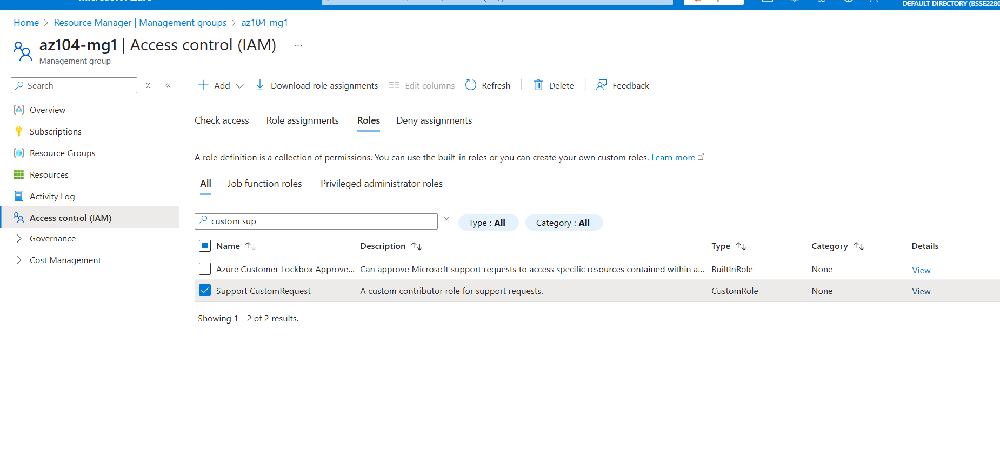 DEFAULT DIRECTORY (BSSE2280
Home > Resource Manager | Management groups > az104-mg1
az104-mg1 | Access control (IAM) ...
Management group
Search
Overview
Subscriptions
Resource Groups
Resources
Activity Log
Access control (IAM)
Governance
Cost Management
Add
Download role assignments
Edit columns
Refresh
Delete
Feedback
Check access
Role assignments
Roles
Deny assignments
A role definition is a collection of permissions. You can use the built-in roles or you can create your own custom roles. Learn more
All
Job function roles
Privileged administrator roles
custom sup
Type : All
Category : All
Name Description Type Category Details
Azure Customer Lockbox Approve... Can approve Microsoft support requests to access specific resources contained within a... BuiltInRole None View
Support CustomRequest A custom contributor role for support requests. CustomRole None View
Showing 1 - 2 of 2 results.